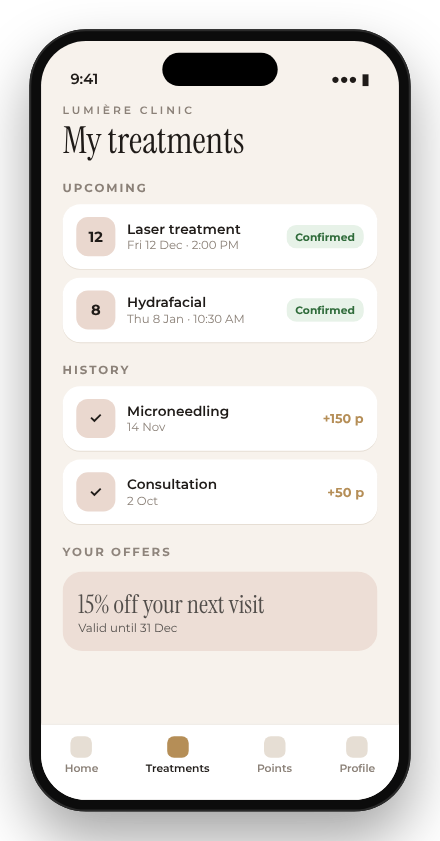 9:41
LUMIÈRE CLINIC
My treatments
UPCOMING
12
Laser treatment
Fri 12 Dec · 2:00 PM
Confirmed
8
Hydrafacial
Thu 8 Jan · 10:30 AM
Confirmed
HISTORY
Microneedling
14 Nov
+150 p
Consultation
2 Oct
+50 p
YOUR OFFERS
15% off your next visit
Valid until 31 Dec
Home
Treatments
Points
Profile